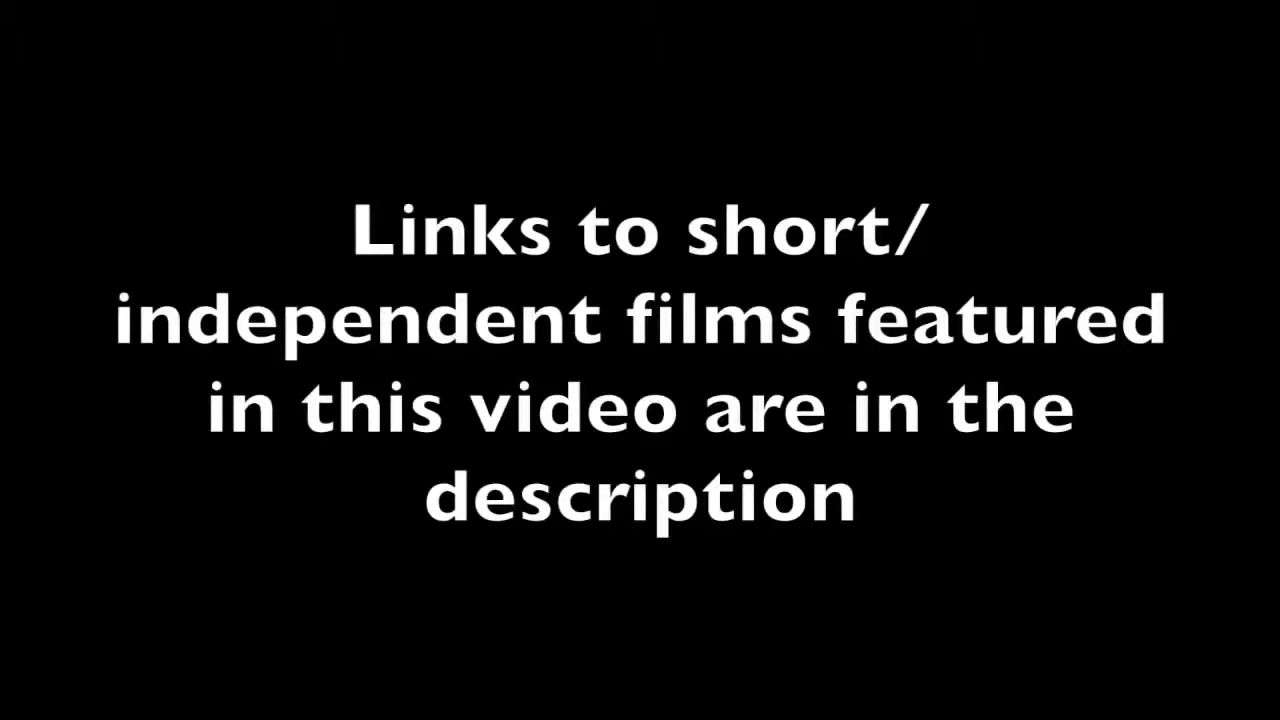 Links to short/
independent films featured
in this video are in the
description